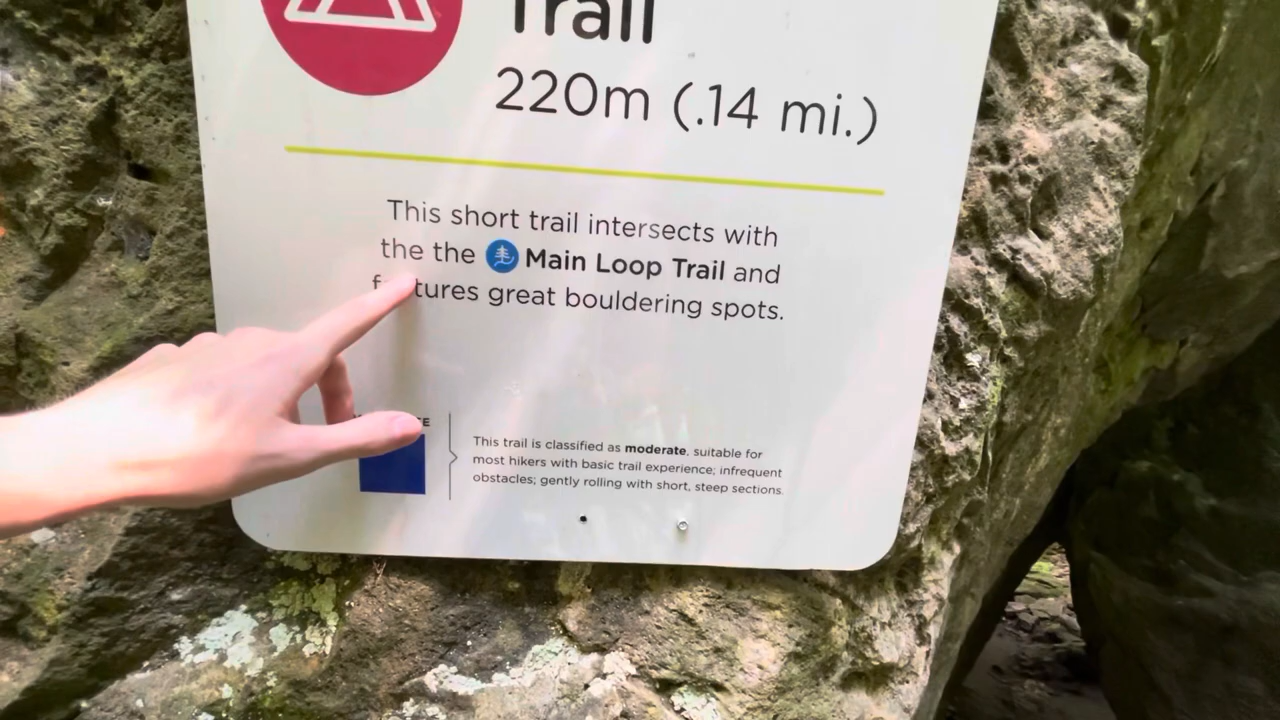 Trail
220m (.14 mi.)
This short trail intersects with
the the Main Loop Trail and
great bouldering spots.
This trail is classified as moderate, suitable for
most hikers with basic trail experience; infrequent
obstacles; gently rolling with short, steep sections.